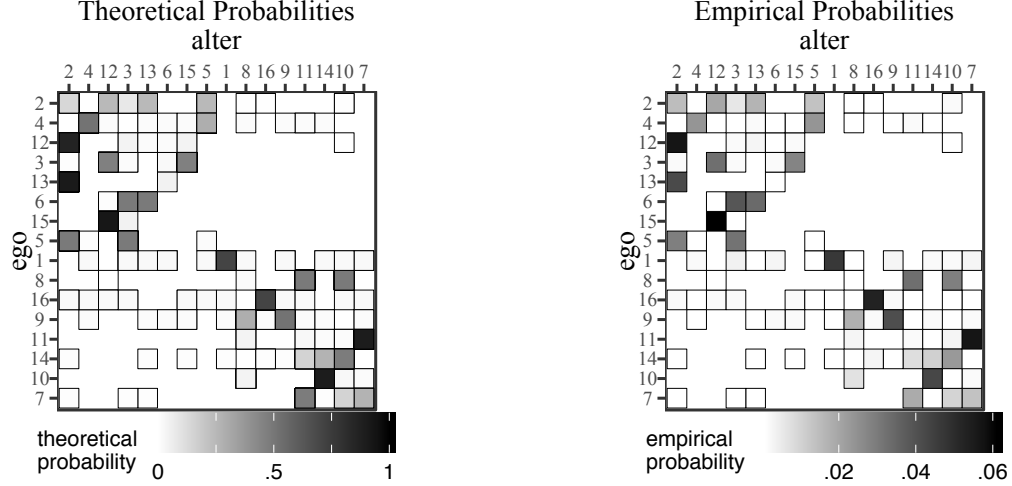 Theoretical Probabilities
alter
2 4 12 3 13 6 15 5 1 8 16 9 11 14 10 7
ego
2
4
12
3
13
6
15
5
1
8
16
9
11
14
10
7
theoretical
probability
0 .5 1
Empirical Probabilities
alter
2 4 12 3 13 6 15 5 1 8 16 9 11 14 10 7
ego
2
4
12
3
13
6
15
5
1
8
16
9
11
14
10
7
empirical
probability
.02 .04 .06